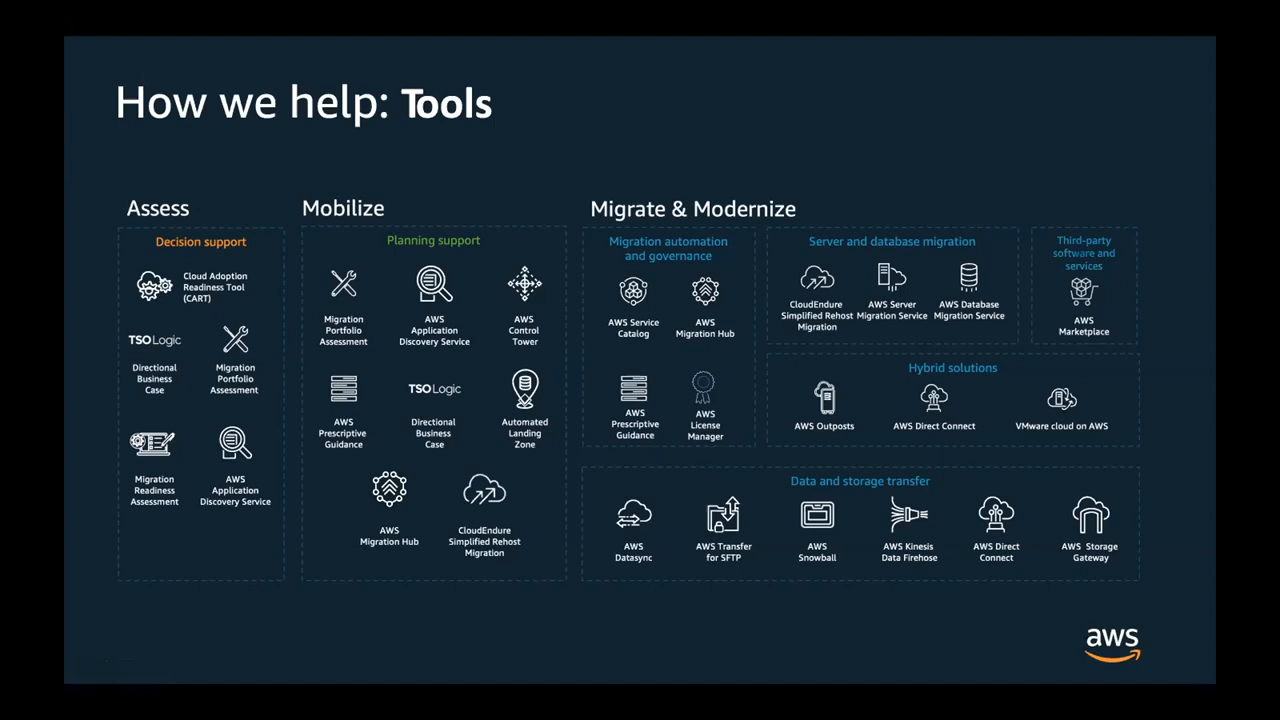 How we help: Tools
Assess
Decision support
Cloud Adoption
Readiness Tool
(CART)
TSO Logic
Directional
Business
Case
Migration
Portfolio
Assessment
Migration
Readiness
Assessment
AWS
Application
Discovery Service
Mobilize
Planning support
Migration
Portfolio
Assessment
AWS
Application
Discovery Service
AWS
Control
Tower
AWS
Prescriptive
Guidance
TSO Logic
Directional
Business
Case
Automated
Landing
Zone
AWS
Migration Hub
CloudEndure
Simplified Rehost
Migration
Migrate & Modernize
Migration automation
and governance
AWS Service
Catalog
AWS
Migration Hub
AWS
Prescriptive
Guidance
AWS
License
Manager
Server and database migration
CloudEndure
Simplified Rehost
Migration
AWS Server
Migration Service
AWS Database
Migration Service
Third-party
software and
services
AWS
Marketplace
Hybrid solutions
AWS Outposts
AWS Direct Connect
VMware cloud on AWS
Data and storage transfer
AWS
Datasync
AWS Transfer
for SFTP
AWS
Snowball
AWS Kinesis
Data Firehose
AWS Direct
Connect
AWS Storage
Gateway
aws